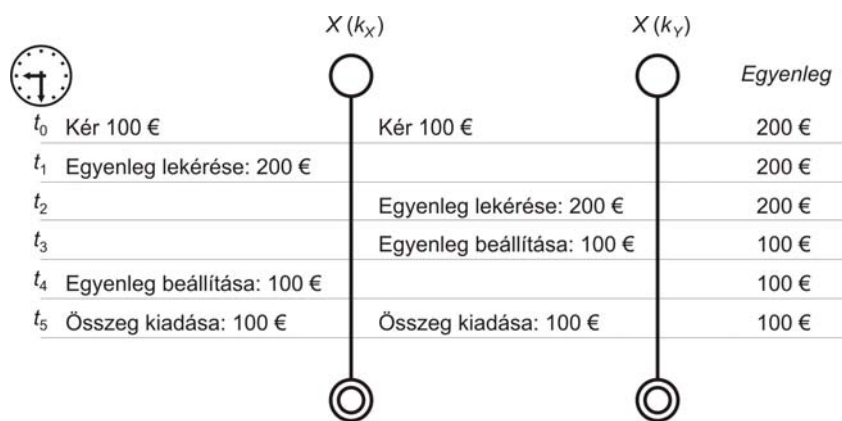 X (kX) X (kY)
Egyenleg
t0 Kér 100 € Kér 100 € 200 €
t1 Egyenleg lekérése: 200 € 200 €
t2 Egyenleg lekérése: 200 € 200 €
t3 Egyenleg beállítása: 100 € 100 €
t4 Egyenleg beállítása: 100 € 100 €
t5 Összeg kiadása: 100 € Összeg kiadása: 100 € 100 €